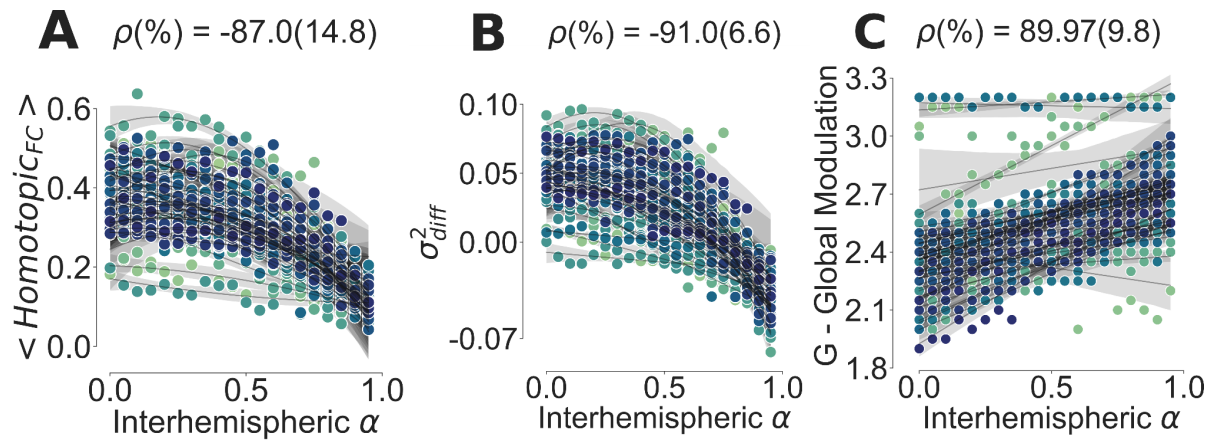 A
ρ(%) = -87.0(14.8)
< Homotopic_FC >
0.6
0.4
0.2
0.0
0.0 0.5 1.0
Interhemispheric α
B
ρ(%) = -91.0(6.6)
σ²_diff
0.10
0.05
0.00
-0.07
0.0 0.5 1.0
Interhemispheric α
C
ρ(%) = 89.97(9.8)
G - Global Modulation
3.3
3.0
2.7
2.4
2.1
1.8
0.0 0.5 1.0
Interhemispheric α